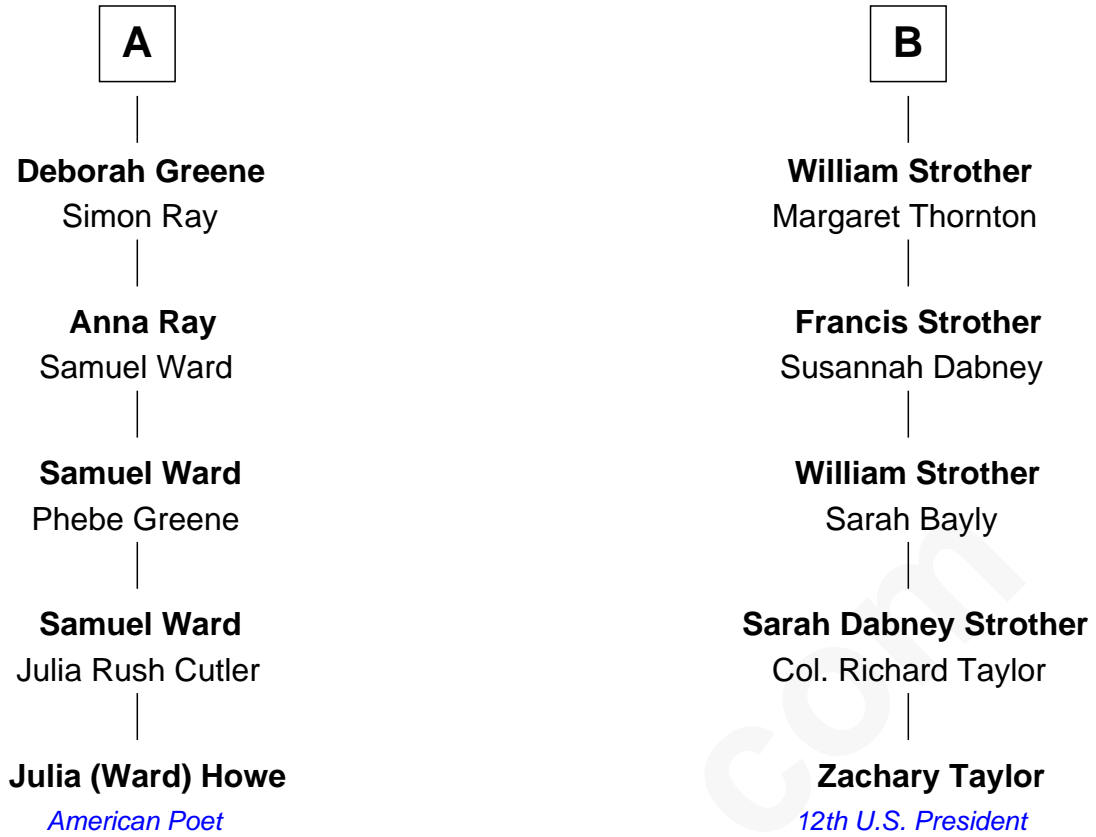 A
Deborah Greene
Simon Ray
Anna Ray
Samuel Ward
Samuel Ward
Phebe Greene
Samuel Ward
Julia Rush Cutler
Julia (Ward) Howe
American Poet
B
William Strother
Margaret Thornton
Francis Strother
Susannah Dabney
William Strother
Sarah Bayly
Sarah Dabney Strother
Col. Richard Taylor
Zachary Taylor
12th U.S. President
com